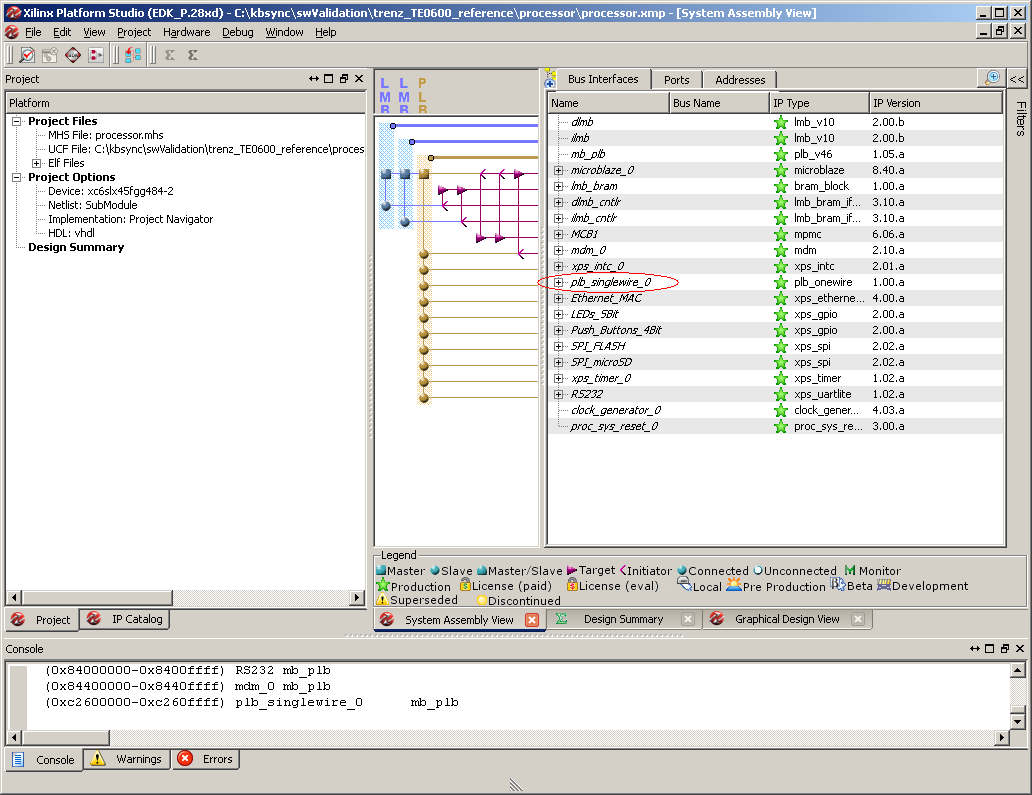 Xilinx Platform Studio (EDK_P.28xd) - C:\kbsync\swValidation\trenz_TE0600_reference\processor\processor.xmp - [System Assembly View]
File Edit View Project Hardware Debug Window Help
Project
Platform
Project Files
MHS File: processor.mhs
UCF File: C:\kbsync\swValidation\trenz_TE0600_reference\proces
Elf Files
Project Options
Device: xc6slx45fgg484-2
Netlist: SubModule
Implementation: Project Navigator
HDL: vhdl
Design Summary
Project IP Catalog
L L P
M M L
B B B
Bus Interfaces Ports Addresses
<<
Filters
Name Bus Name IP Type IP Version
dlmb lmb_v10 2.00.b
ilmb lmb_v10 2.00.b
mb_plb plb_v46 1.05.a
microblaze_0 microblaze 8.40.a
lmb_bram bram_block 1.00.a
dlmb_cntlr lmb_bram_if... 3.10.a
ilmb_cntlr lmb_bram_if... 3.10.a
MCB1 mpmc 6.06.a
mdm_0 mdm 2.10.a
xps_intc_0 xps_intc 2.01.a
plb_singlewire_0 plb_onewire 1.00.a
Ethernet_MAC xps_etherne... 4.00.a
LEDs_5Bit xps_gpio 2.00.a
Push_Buttons_4Bit xps_gpio 2.00.a
SPI_FLASH xps_spi 2.02.a
SPI_microSD xps_spi 2.02.a
xps_timer_0 xps_timer 1.02.a
RS232 xps_uartlite 1.02.a
clock_generator_0 clock_gener... 4.03.a
proc_sys_reset_0 proc_sys_re... 3.00.a
Legend
Master Slave Master/Slave Target Initiator Connected Unconnected M Monitor
Production License (paid) License (eval) Local Pre Production Beta Development
Superseded Discontinued
System Assembly View Design Summary Graphical Design View
Console
(0x84000000-0x8400ffff) RS232 mb_plb
(0x84400000-0x8440ffff) mdm_0 mb_plb
(0xc2600000-0xc260ffff) plb_singlewire_0 mb_plb
Console Warnings Errors